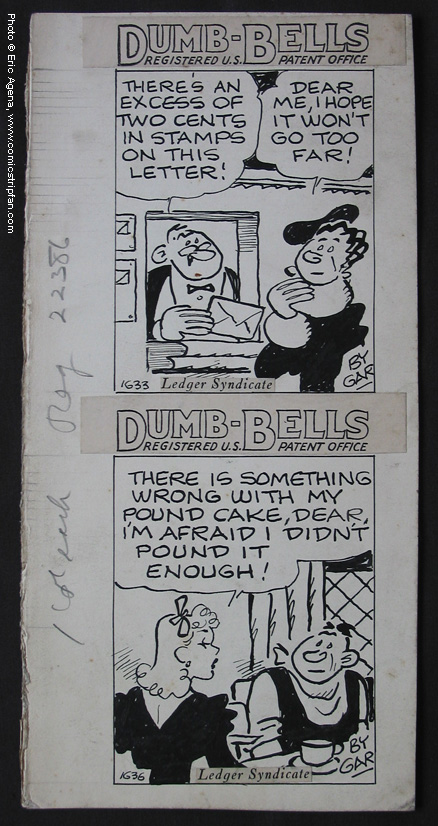 Photo © Eric Agena, www.comicstripfan.com
DUMB-BELLS
REGISTERED U.S. PATENT OFFICE
THERE'S AN
EXCESS OF
TWO CENTS
IN STAMPS
ON THIS
LETTER!
DEAR
ME, I HOPE
IT WON'T
GO TOO
FAR!
BY
GAR
1633
Ledger Syndicate
DUMB-BELLS
REGISTERED U.S. PATENT OFFICE
THERE IS SOMETHING
WRONG WITH MY
POUND CAKE, DEAR.
I'M AFRAID I DIDN'T
POUND IT
ENOUGH!
BY
GAR
1636
Ledger Syndicate
22386